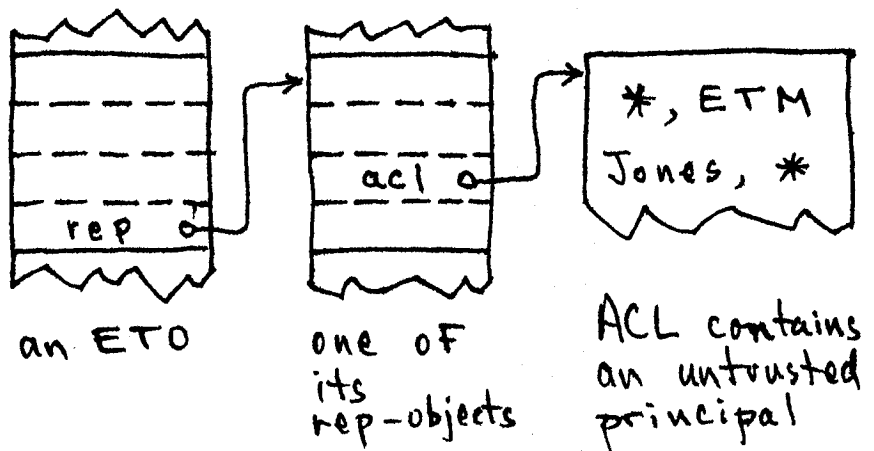 rep
acl
*, ETM
Jones, *
an ETO
one of
its
rep-objects
ACL contains
an untrusted
principal